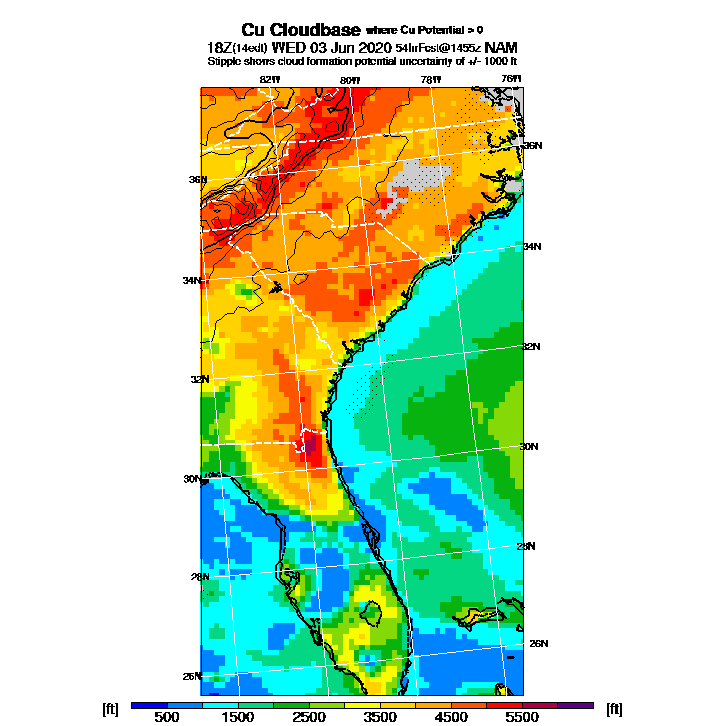 Cu Cloudbase where Cu Potential > 0
18Z(14edt) WED 03 Jun 2020 54hrFcst@1455z NAM
Stipple shows cloud formation potential uncertainty of +/- 1000 ft
82W 80W 78W 76W
36N
36N
34N
34N
32N
32N
30N
30N
28N
28N
26N
26N
[ft] 500 1500 2500 3500 4500 5500 [ft]